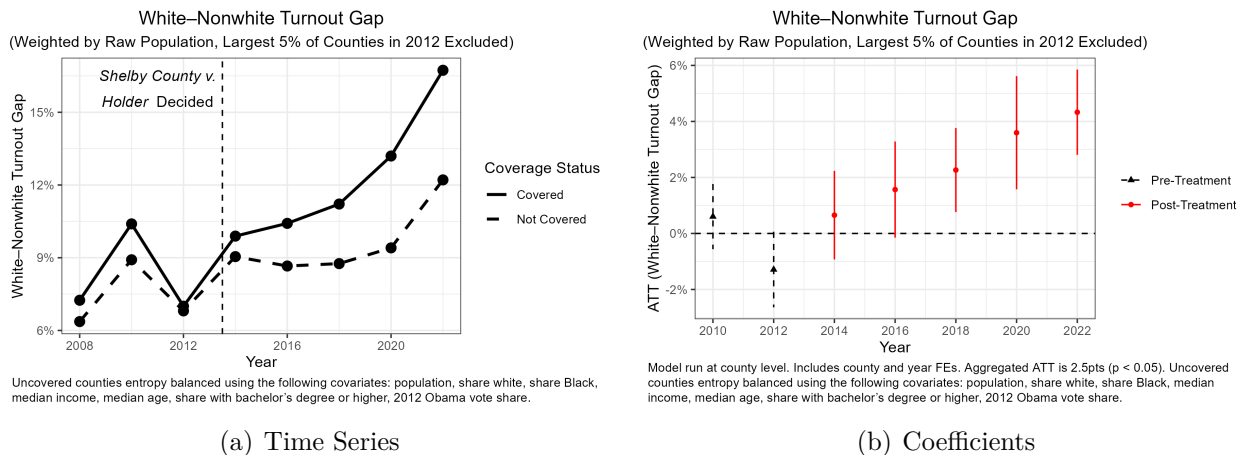 White–Nonwhite Turnout Gap
(Weighted by Raw Population, Largest 5% of Counties in 2012 Excluded)
White–Nonwhite Turnout Gap
15%
12%
9%
6%
Shelby County v.
Holder Decided
2008
2012
2016
2020
Year
Coverage Status
Covered
Not Covered
Uncovered counties entropy balanced using the following covariates: population, share white, share Black,
median income, median age, share with bachelor's degree or higher, 2012 Obama vote share.
(a) Time Series
White–Nonwhite Turnout Gap
(Weighted by Raw Population, Largest 5% of Counties in 2012 Excluded)
ATT (White–Nonwhite Turnout Gap)
6%
4%
2%
0%
-2%
2010
2012
2014
2016
2018
2020
2022
Year
Pre-Treatment
Post-Treatment
Model run at county level. Includes county and year FEs. Aggregated ATT is 2.5pts (p < 0.05). Uncovered
counties entropy balanced using the following covariates: population, share white, share Black, median
income, median age, share with bachelor's degree or higher, 2012 Obama vote share.
(b) Coefficients